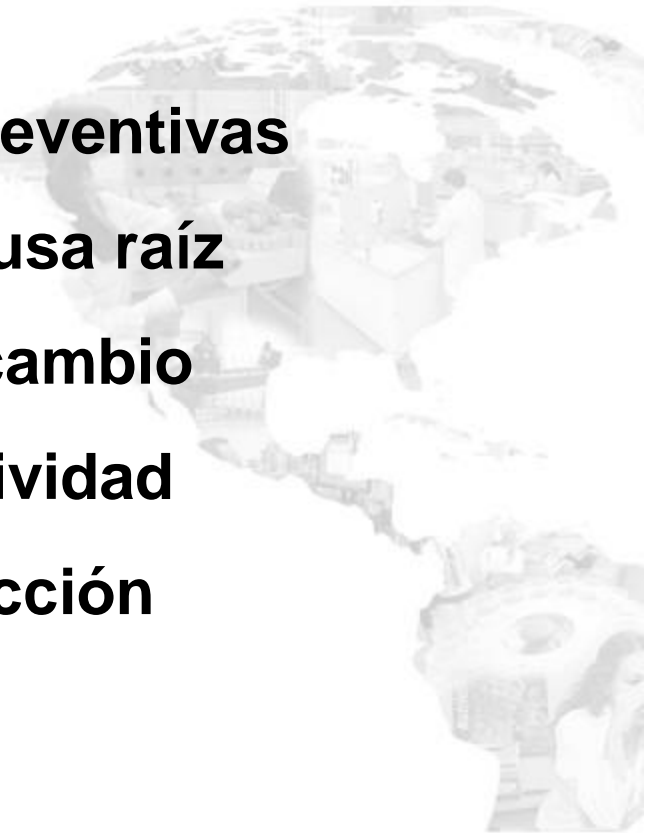 eventivas
usa raíz
cambio
ividad
cción